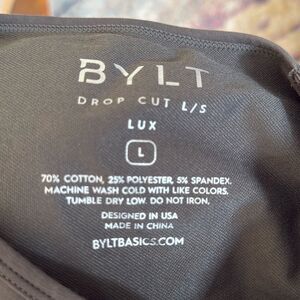 BYLT
DROP CUT L/S
LUX
L
70% COTTON, 25% POLYESTER, 5% SPANDEX.
MACHINE WASH COLD WITH LIKE COLORS.
TUMBLE DRY LOW. DO NOT IRON.
DESIGNED IN USA
MADE IN CHINA
BYLTBASICS.COM